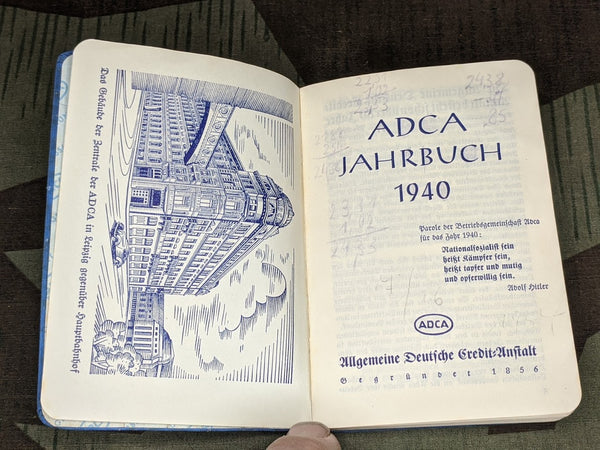 Das Gebäude der Zentrale der ADCA in Leipzig gegenüber Hauptbahnhof
ADCA
JAHRBUCH
1940
Parole der Betriebsgemeinschaft Adca
für das Jahr 1940:
Nationalsozialist sein
heißt Kämpfer sein,
heißt tapfer und mutig
und opferwillig sein.
Adolf Hitler
ADCA
Allgemeine Deutsche Credit-Anstalt
Gegründet 1856